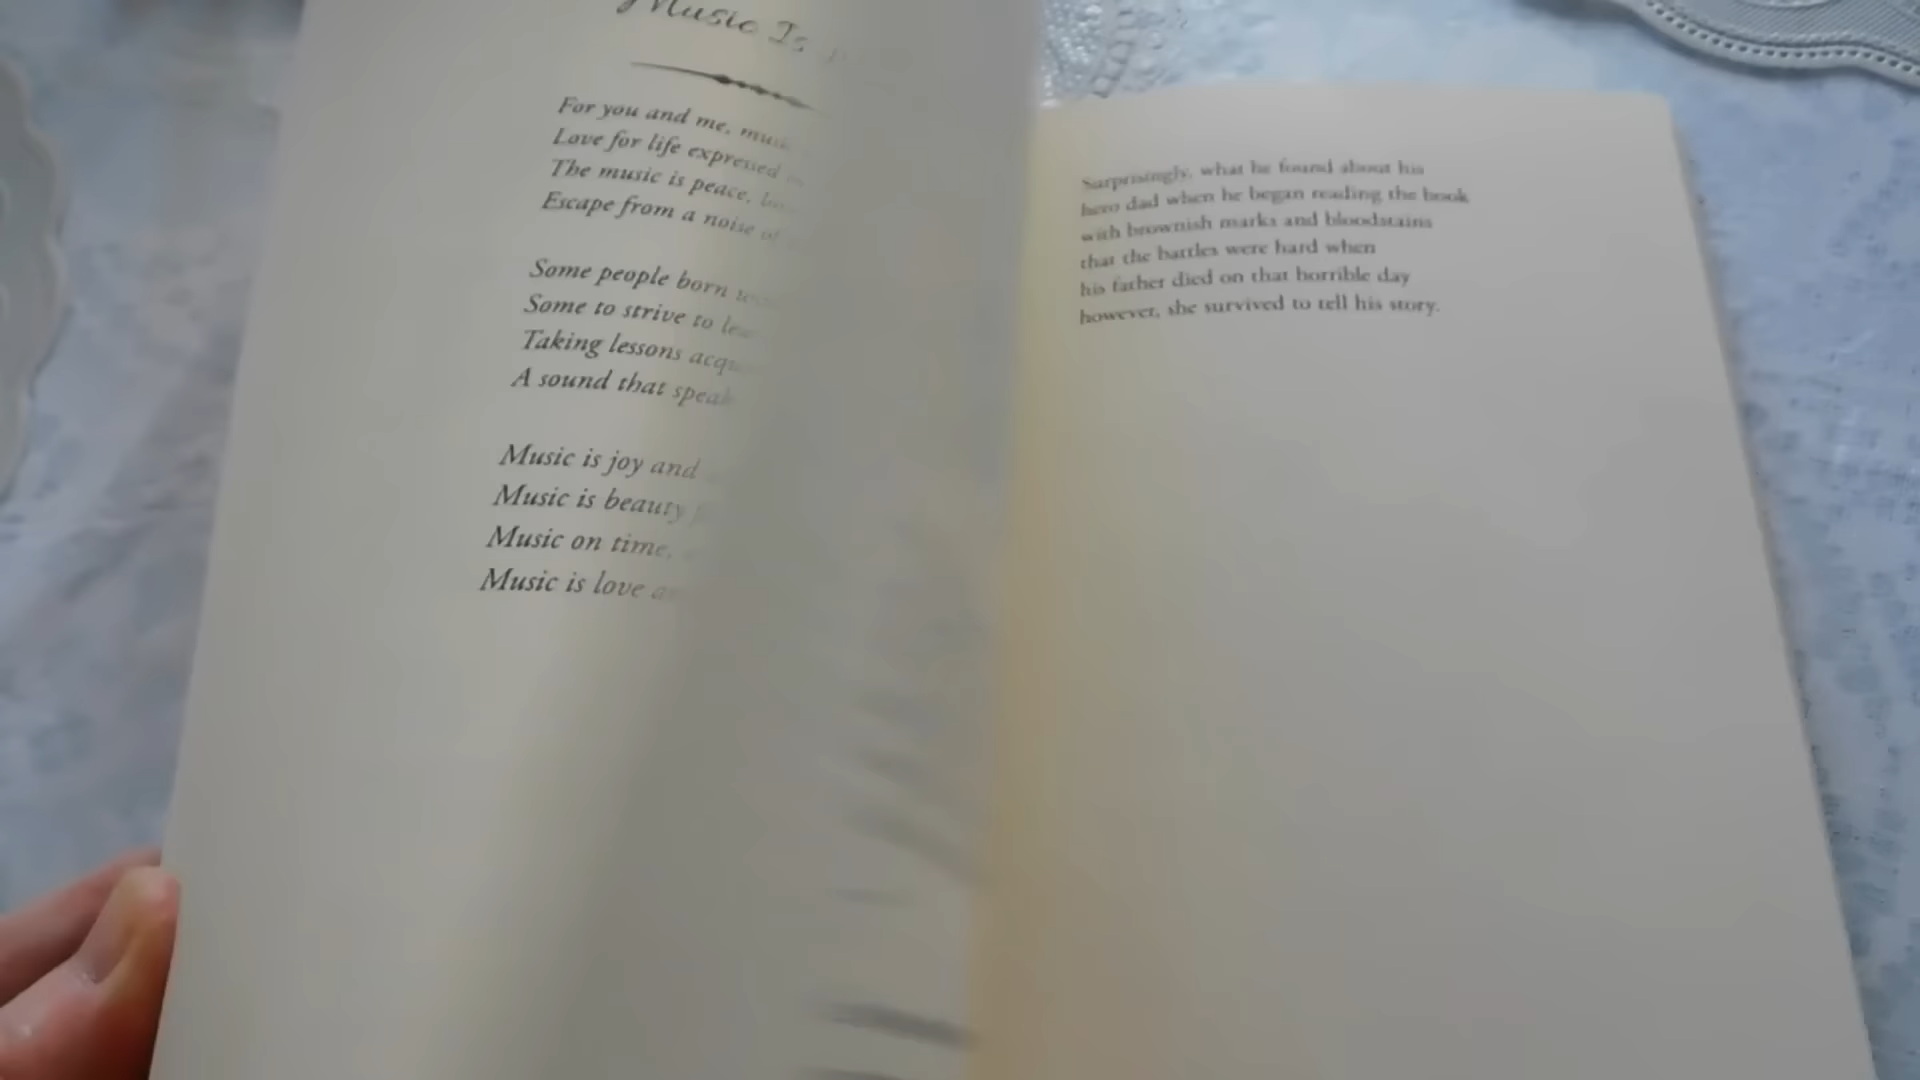 Music Is
For you and me, music
Love for life expressed
The music is peace,
Escape from a noise of
Some people born
Some to strive to
Taking lessons
A sound that
Music is joy and
Music is beauty
Music on time,
Music is love
Surprisingly, what he found about his
hero dad when he began reading the book
with brownish marks and bloodstains
that the battles were hard when
his father died on that horrible day
however, she survived to tell his story.